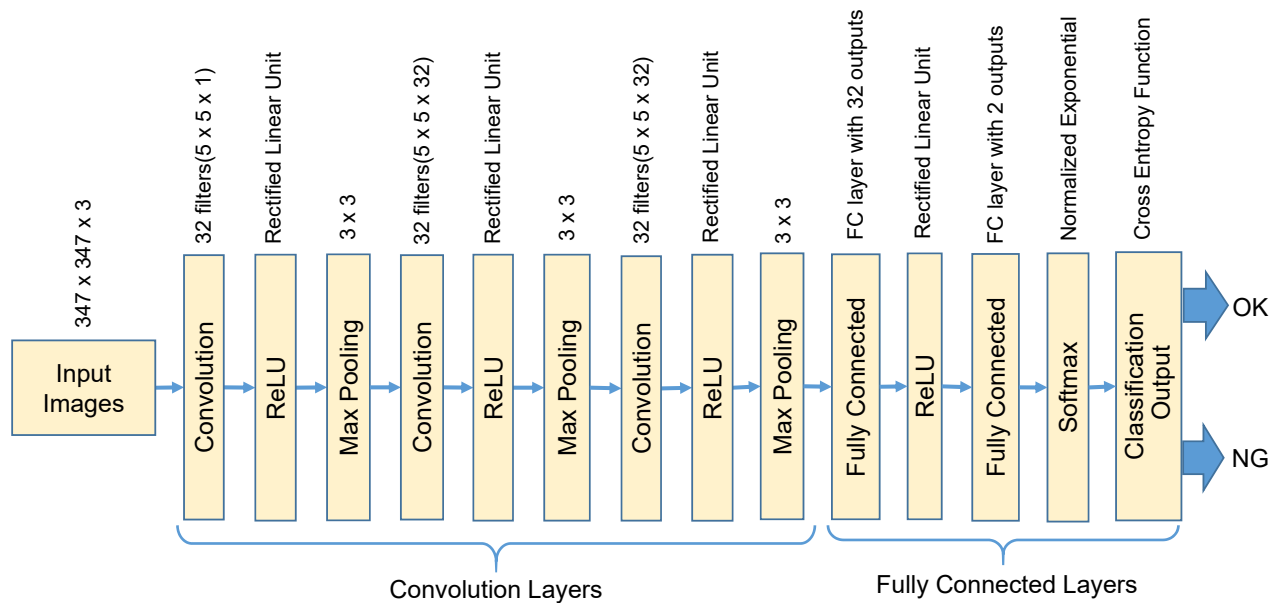 347 x 347 x 3
32 filters(5 x 5 x 1)
Rectified Linear Unit
3 x 3
32 filters(5 x 5 x 32)
Rectified Linear Unit
3 x 3
32 filters(5 x 5 x 32)
Rectified Linear Unit
3 x 3
FC layer with 32 outputs
Rectified Linear Unit
FC layer with 2 outputs
Normalized Exponential
Cross Entropy Function
Input
Images
Convolution
ReLU
Max Pooling
Convolution
ReLU
Max Pooling
Convolution
ReLU
Max Pooling
Fully Connected
ReLU
Fully Connected
Softmax
Classification
Output
OK
NG
Convolution Layers
Fully Connected Layers